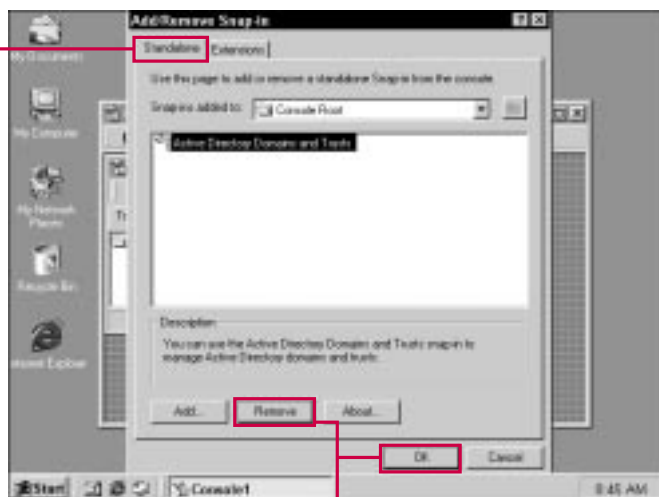 Add/Remove Snap-in
My Documents
Standalone Extensions
Use this page to add or remove a standalone Snap-in from the console.
Snap-ins added to: Console Root
Active Directory Domains and Trusts
My Computer
My Network
Places
Recycle Bin
Internet Explorer
Description
You can use the Active Directory Domains and Trusts snap-in to
manage Active Directory domains and trusts.
Add... Remove About...
OK Cancel
Start Console1 8:45 AM